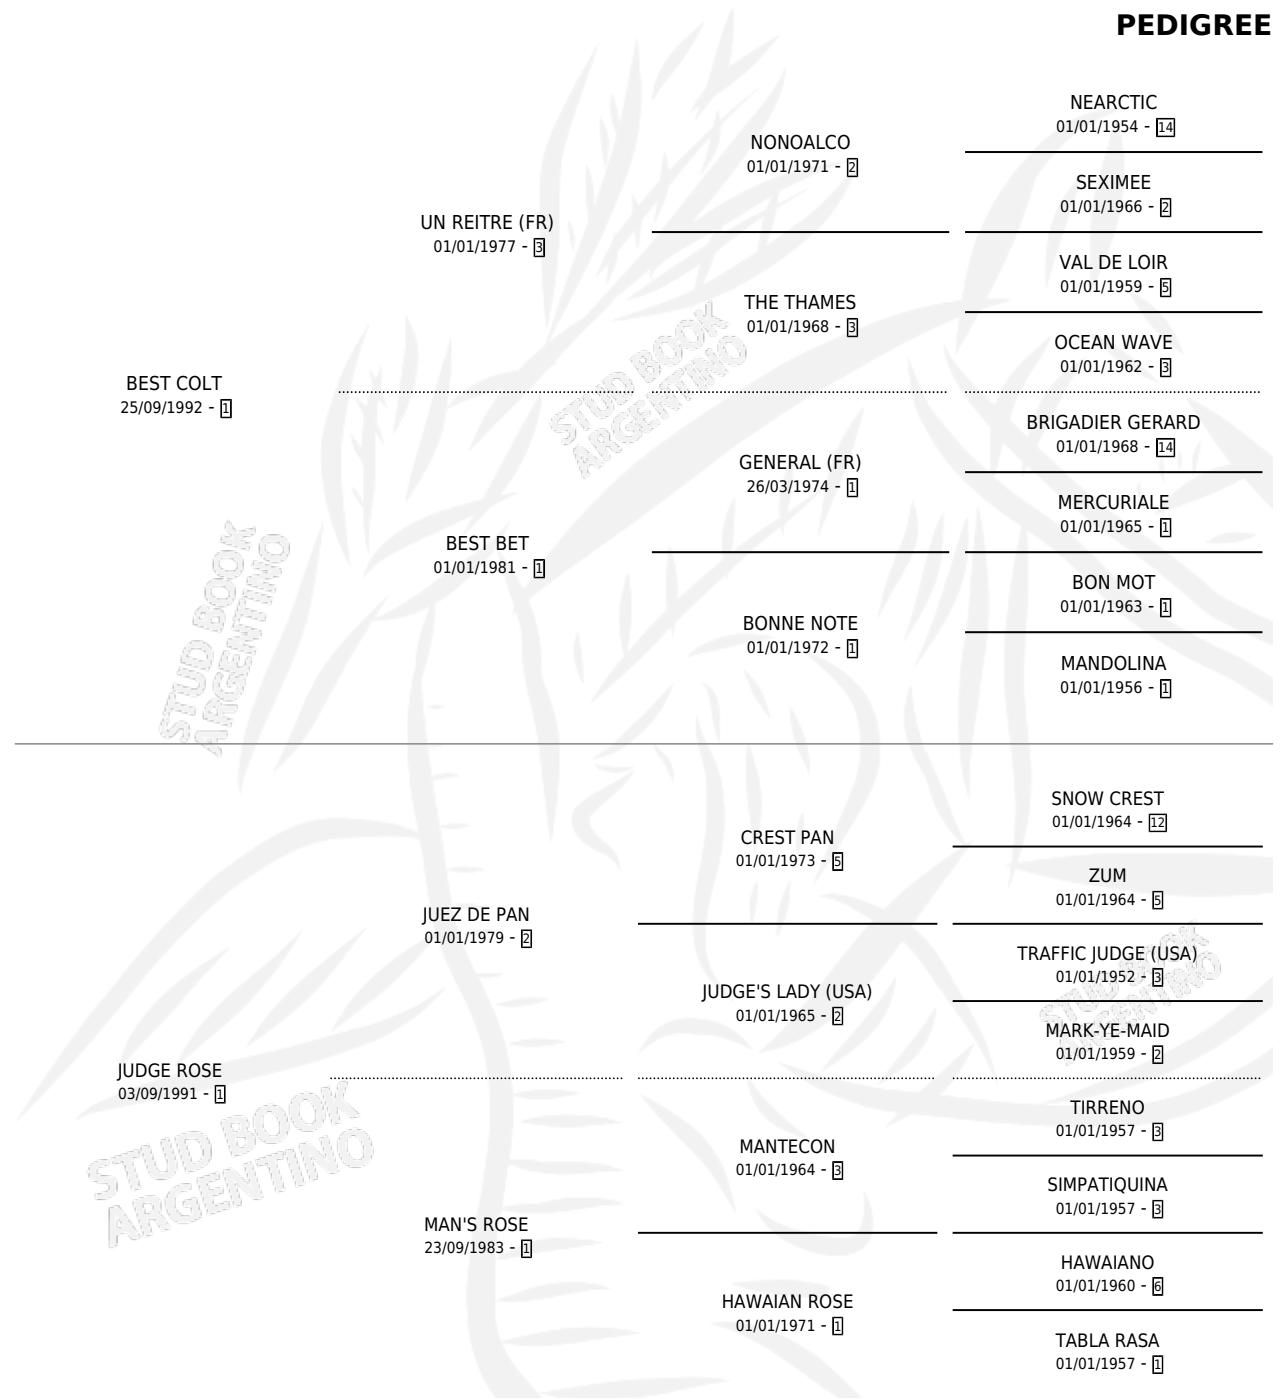 PEDIGREE
NEARCTIC
01/01/1954 - 14
NONOALCO
01/01/1971 - 2
SEXIMEE
01/01/1966 - 2
UN REITRE (FR)
01/01/1977 - 3
VAL DE LOIR
01/01/1959 - 5
THE THAMES
01/01/1968 - 3
OCEAN WAVE
01/01/1962 - 3
BEST COLT
25/09/1992 - 1
BRIGADIER GERARD
01/01/1968 - 14
GENERAL (FR)
26/03/1974 - 1
MERCURIALE
01/01/1965 - 1
BEST BET
01/01/1981 - 1
BON MOT
01/01/1963 - 1
BONNE NOTE
01/01/1972 - 1
MANDOLINA
01/01/1956 - 1
SNOW CREST
01/01/1964 - 12
CREST PAN
01/01/1973 - 5
ZUM
01/01/1964 - 5
JUEZ DE PAN
01/01/1979 - 2
TRAFFIC JUDGE (USA)
01/01/1952 - 3
JUDGE'S LADY (USA)
01/01/1965 - 2
MARK-YE-MAID
01/01/1959 - 2
JUDGE ROSE
03/09/1991 - 1
TIRRENO
01/01/1957 - 3
MANTECON
01/01/1964 - 3
SIMPATIQUINA
01/01/1957 - 3
MAN'S ROSE
23/09/1983 - 1
HAWAIANO
01/01/1960 - 6
HAWAIAN ROSE
01/01/1971 - 1
TABLA RASA
01/01/1957 - 1
STUD BOOK
ARGENTINO
STUD BOOK
ARGENTINO
STUD BOOK
ARGENTINO
STUD BOOK
ARGENTINO